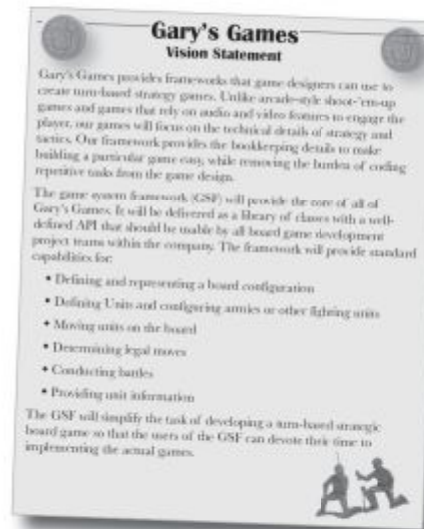 Gary's Games
Vision Statement
Gary's Games provides frameworks that game designers can use to
create turn-based strategy games. Unlike arcade-style shoot-'em-up
games and games that rely on audio and video features to engage the
player, our games will focus on the technical details of strategy and
tactics. Our framework provides the bookkeeping details to make
building a particular game easy, while removing the burden of coding
repetitive tasks from the game design.
The game system framework (GSF) will provide the core of all of
Gary's Games. It will be delivered as a library of classes with a well-
defined API that should be usable by all board game development
project teams within the company. The framework will provide standard
capabilities for:
• Defining and representing a board configuration
• Defining Units and configuring armies or other fighting units
• Moving units on the board
• Determining legal moves
• Conducting battles
• Providing unit information
The GSF will simplify the task of developing a turn-based strategic
board game so that the users of the GSF can devote their time to
implementing the actual games.